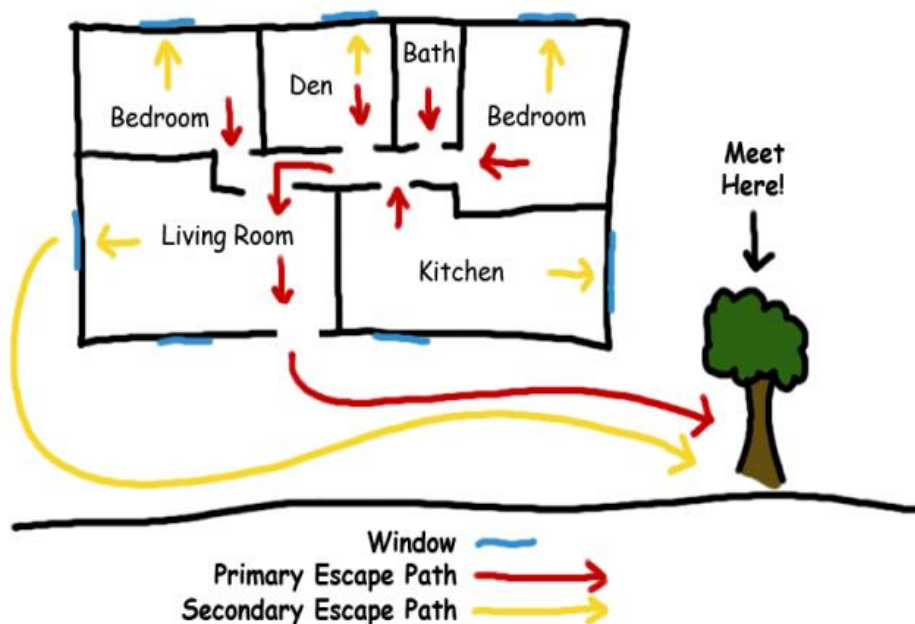 Bath
Den
Bedroom
Bedroom
Meet
Here!
Living Room
Kitchen
Window
Primary Escape Path
Secondary Escape Path